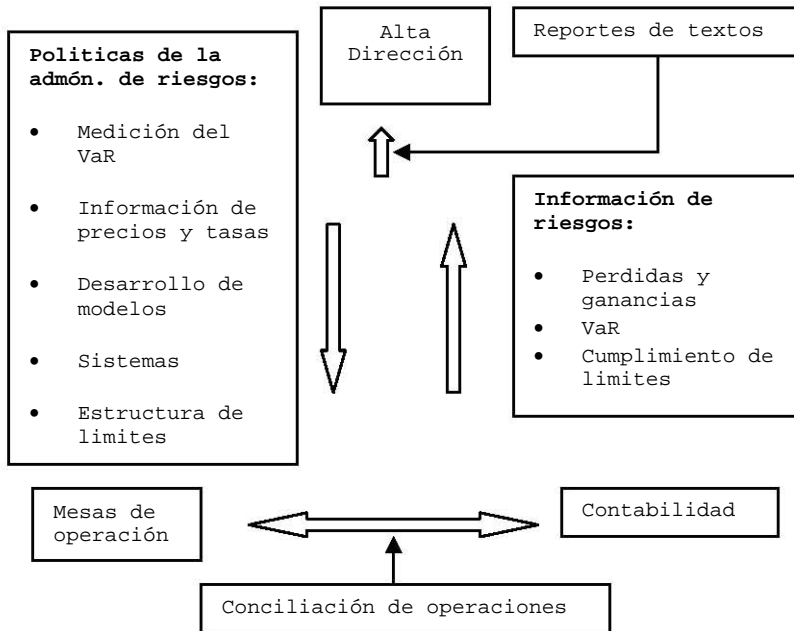 Alta
Dirección
Reportes de textos
Politicas de la
admón. de riesgos:
• Medición del
VaR
• Información de
precios y tasas
• Desarrollo de
modelos
• Sistemas
• Estructura de
limites
Información de
riesgos:
• Perdidas y
ganancias
• VaR
• Cumplimiento de
limites
Mesas de
operación
Contabilidad
Conciliación de operaciones